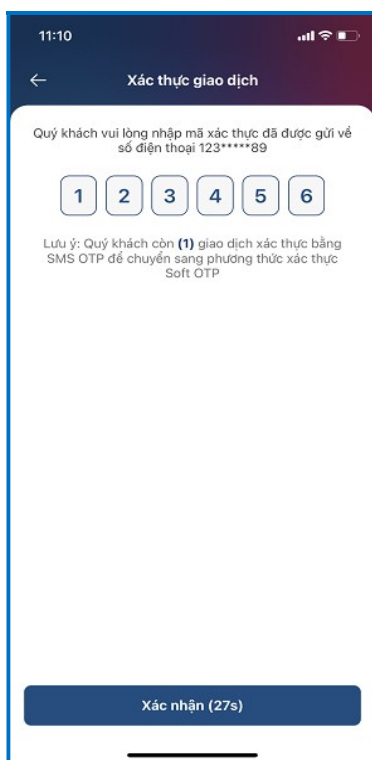 11:10
Xác thực giao dịch
Quý khách vui lòng nhập mã xác thực đã được gửi về
số điện thoại 123*****89
1 2 3 4 5 6
Lưu ý: Quý khách còn (1) giao dịch xác thực bằng
SMS OTP để chuyển sang phương thức xác thực
Soft OTP
Xác nhận (27s)